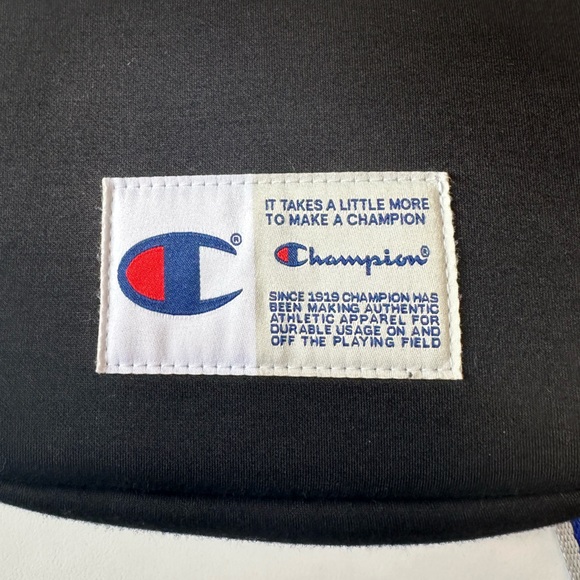 IT TAKES A LITTLE MORE
TO MAKE A CHAMPION
Champion®
SINCE 1919 CHAMPION HAS
BEEN MAKING AUTHENTIC
ATHLETIC APPAREL FOR
DURABLE USAGE ON AND
OFF THE PLAYING FIELD
C®